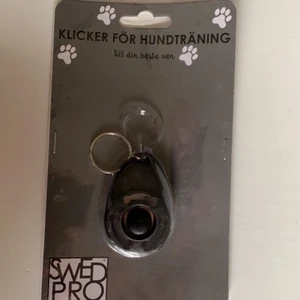 KLICKER FÖR HUNDTRÄNING
Till din bästa vän
SWED
PRO